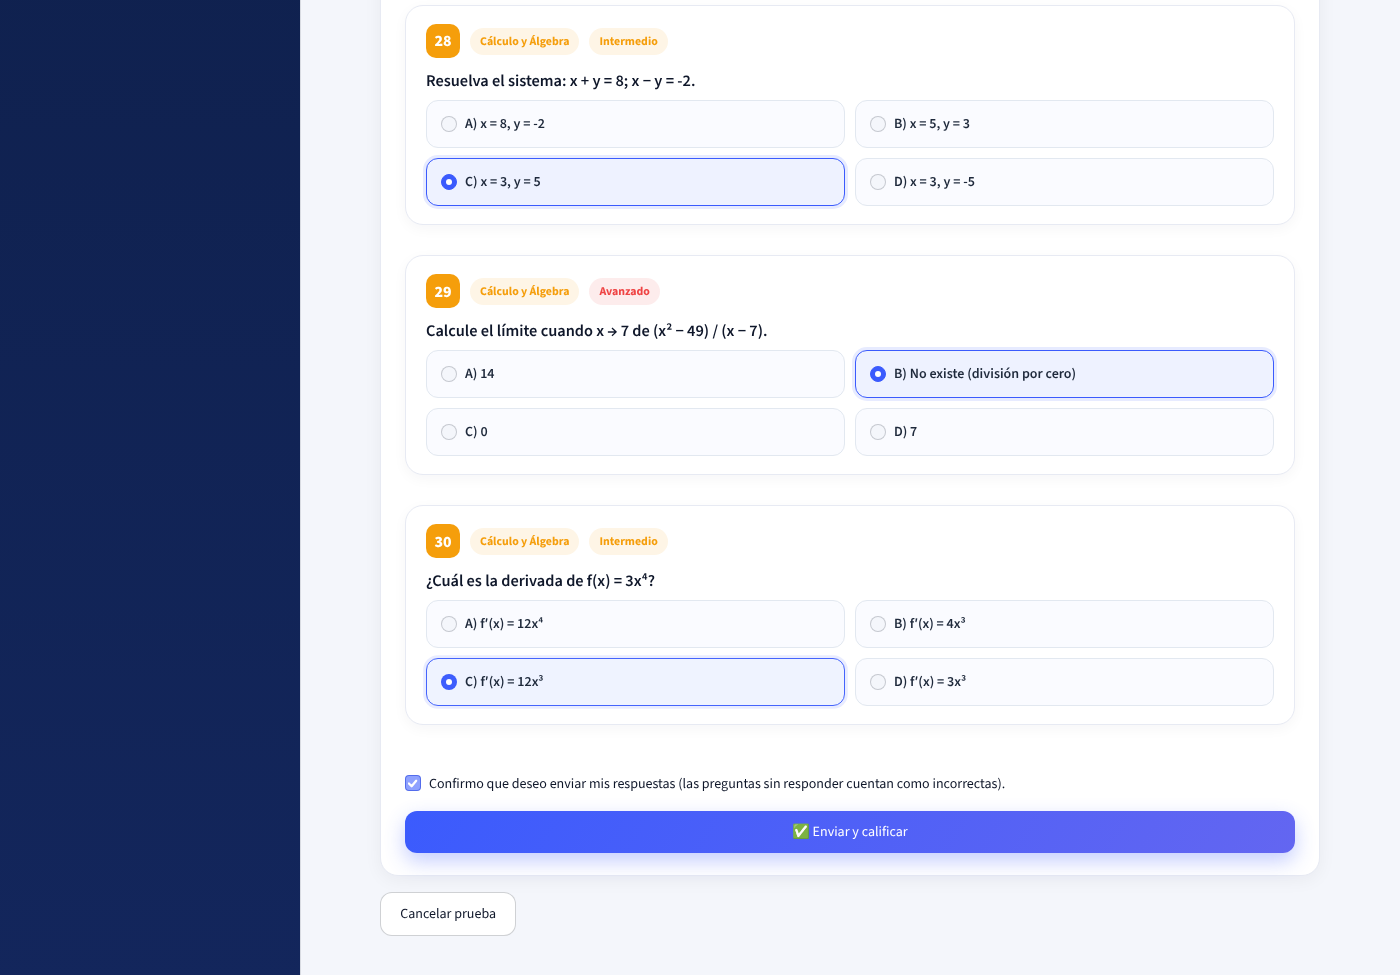 28 Cálculo y Álgebra Intermedio
Resuelva el sistema: x + y = 8; x − y = -2.
A) x = 8, y = -2
B) x = 5, y = 3
C) x = 3, y = 5
D) x = 3, y = -5
29 Cálculo y Álgebra Avanzado
Calcule el límite cuando x → 7 de (x² − 49) / (x − 7).
A) 14
B) No existe (división por cero)
C) 0
D) 7
30 Cálculo y Álgebra Intermedio
¿Cuál es la derivada de f(x) = 3x⁴?
A) f′(x) = 12x⁴
B) f′(x) = 4x³
C) f′(x) = 12x³
D) f′(x) = 3x³
Confirmo que deseo enviar mis respuestas (las preguntas sin responder cuentan como incorrectas).
✅ Enviar y calificar
Cancelar prueba